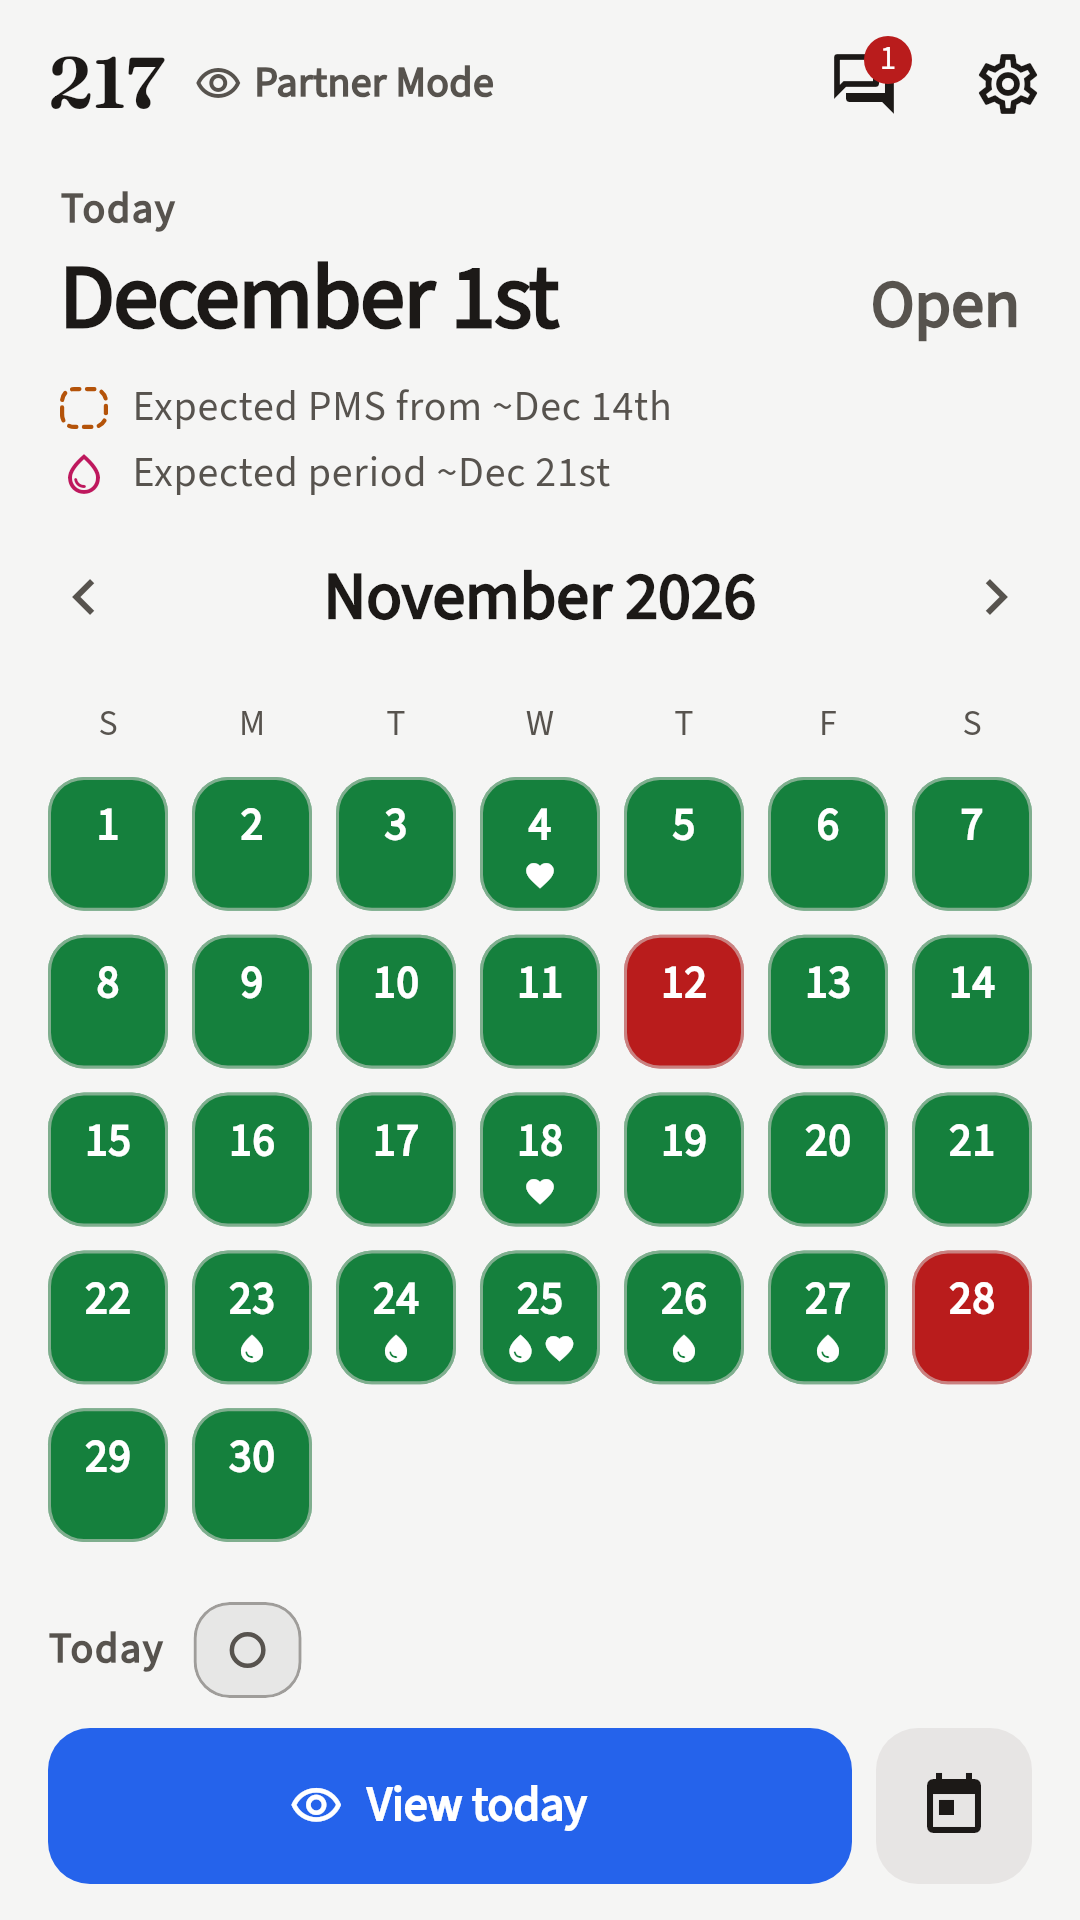 217 Partner Mode 1
Today
December 1st Open
Expected PMS from ~Dec 14th
Expected period ~Dec 21st
November 2026
S M T W T F S
1 2 3 4 5 6 7
8 9 10 11 12 13 14
15 16 17 18 19 20 21
22 23 24 25 26 27 28
29 30
Today
View today